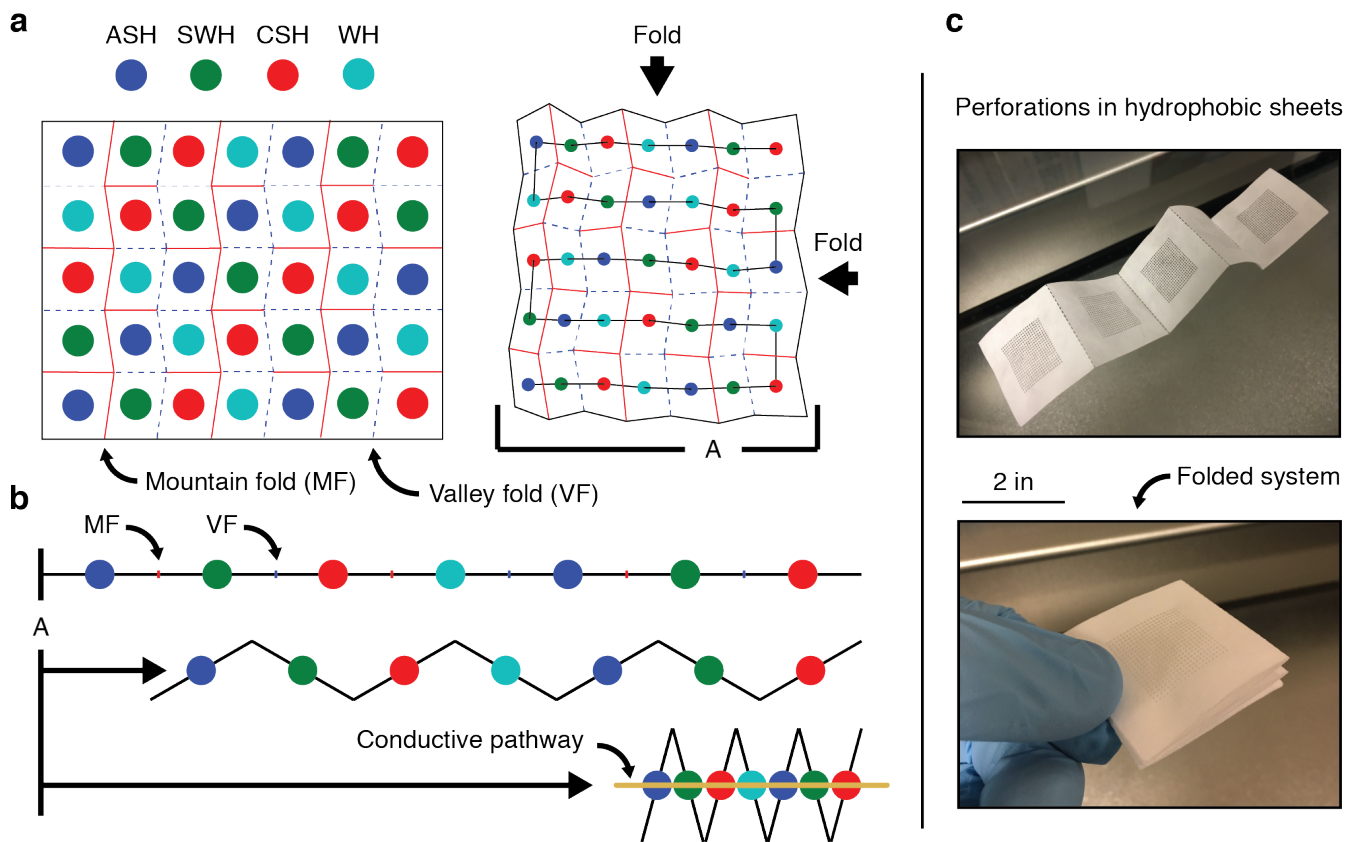 a
ASH SWH CSH WH
Fold
Fold
A
Mountain fold (MF)
Valley fold (VF)
b
MF VF
A
Conductive pathway
c
Perforations in hydrophobic sheets
2 in
Folded system